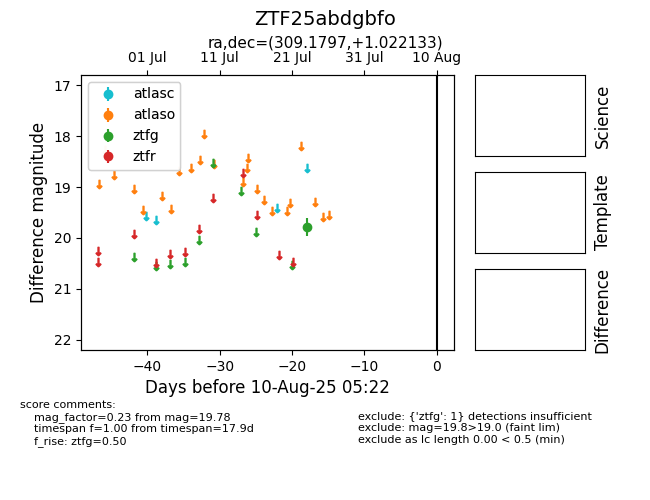 ZTF25abdgbfo
ra,dec=(309.1797,+1.022133)
01 Jul 11 Jul 21 Jul 31 Jul 10 Aug
17
18
19
20
21
22
Difference magnitude
atlasc
atlaso
ztfg
ztfr
−40 −30 −20 −10 0
Days before 10-Aug-25 05:22
Science
Template
Difference
score comments:
mag_factor=0.23 from mag=19.78
timespan f=1.00 from timespan=17.9d
f_rise: ztfg=0.50
exclude: {'ztfg': 1} detections insufficient
exclude: mag=19.8>19.0 (faint lim)
exclude as lc length 0.00 < 0.5 (min)